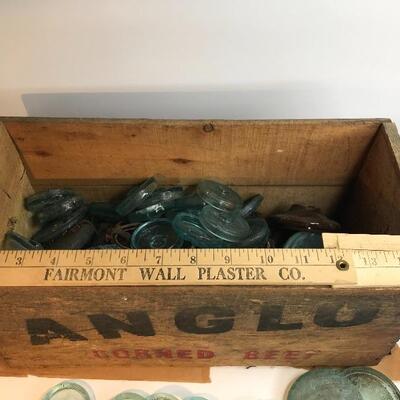 3 4 5 6 7 8 9 10 11 12 13
FAIRMONT WALL PLASTER CO.
ANGLO
CORNED BEEF